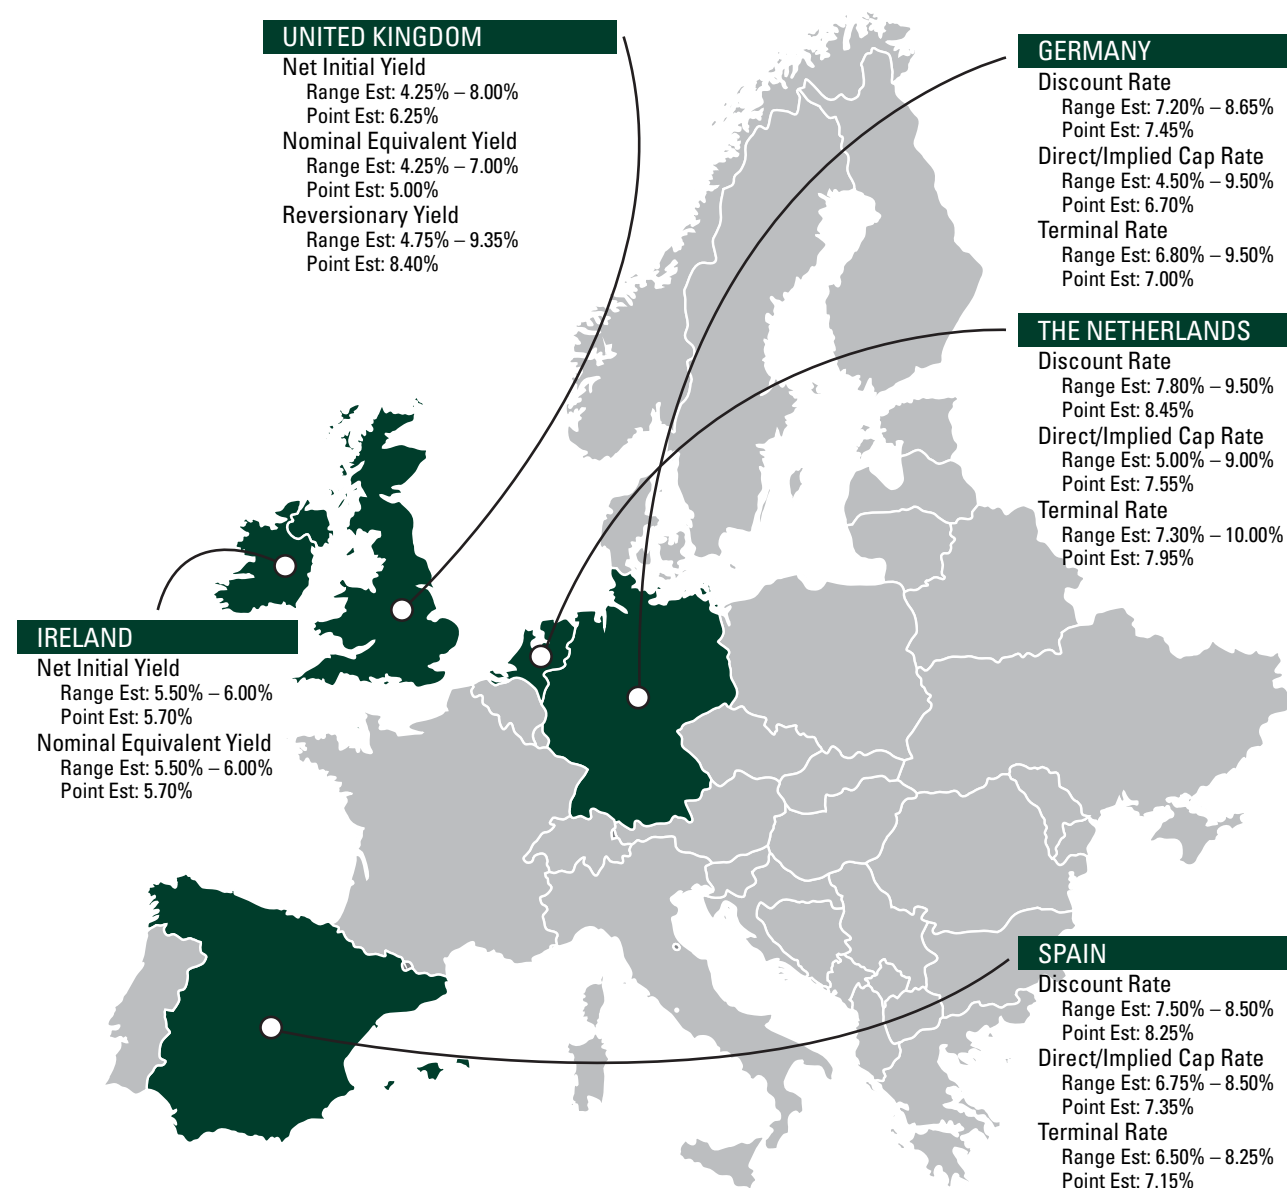 UNITED KINGDOM
Net Initial Yield
Range Est: 4.25% – 8.00%
Point Est: 6.25%
Nominal Equivalent Yield
Range Est: 4.25% – 7.00%
Point Est: 5.00%
Reversionary Yield
Range Est: 4.75% – 9.35%
Point Est: 8.40%
GERMANY
Discount Rate
Range Est: 7.20% – 8.65%
Point Est: 7.45%
Direct/Implied Cap Rate
Range Est: 4.50% – 9.50%
Point Est: 6.70%
Terminal Rate
Range Est: 6.80% – 9.50%
Point Est: 7.00%
THE NETHERLANDS
Discount Rate
Range Est: 7.80% – 9.50%
Point Est: 8.45%
Direct/Implied Cap Rate
Range Est: 5.00% – 9.00%
Point Est: 7.55%
Terminal Rate
Range Est: 7.30% – 10.00%
Point Est: 7.95%
IRELAND
Net Initial Yield
Range Est: 5.50% – 6.00%
Point Est: 5.70%
Nominal Equivalent Yield
Range Est: 5.50% – 6.00%
Point Est: 5.70%
SPAIN
Discount Rate
Range Est: 7.50% – 8.50%
Point Est: 8.25%
Direct/Implied Cap Rate
Range Est: 6.75% – 8.50%
Point Est: 7.35%
Terminal Rate
Range Est: 6.50% – 8.25%
Point Est: 7.15%